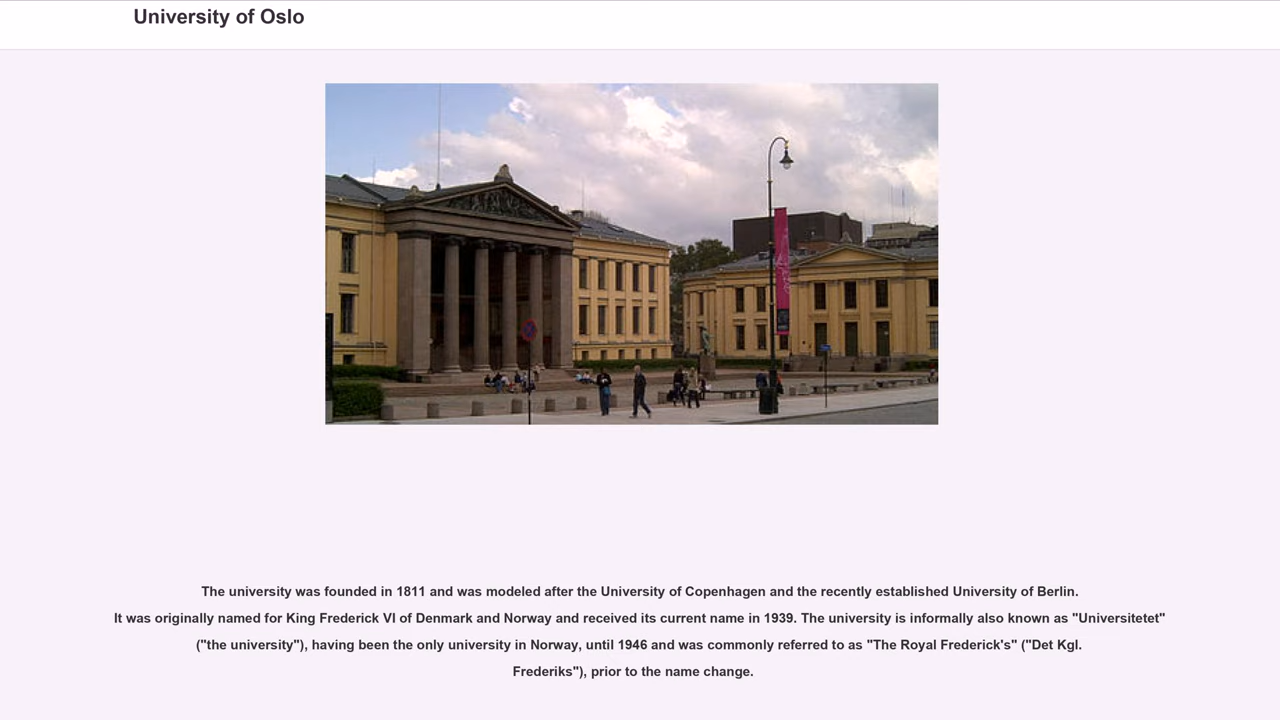 University of Oslo
The university was founded in 1811 and was modeled after the University of Copenhagen and the recently established University of Berlin.
It was originally named for King Frederick VI of Denmark and Norway and received its current name in 1939. The university is informally also known as "Universitetet"
("the university"), having been the only university in Norway, until 1946 and was commonly referred to as "The Royal Frederick's" ("Det Kgl.
Frederiks"), prior to the name change.